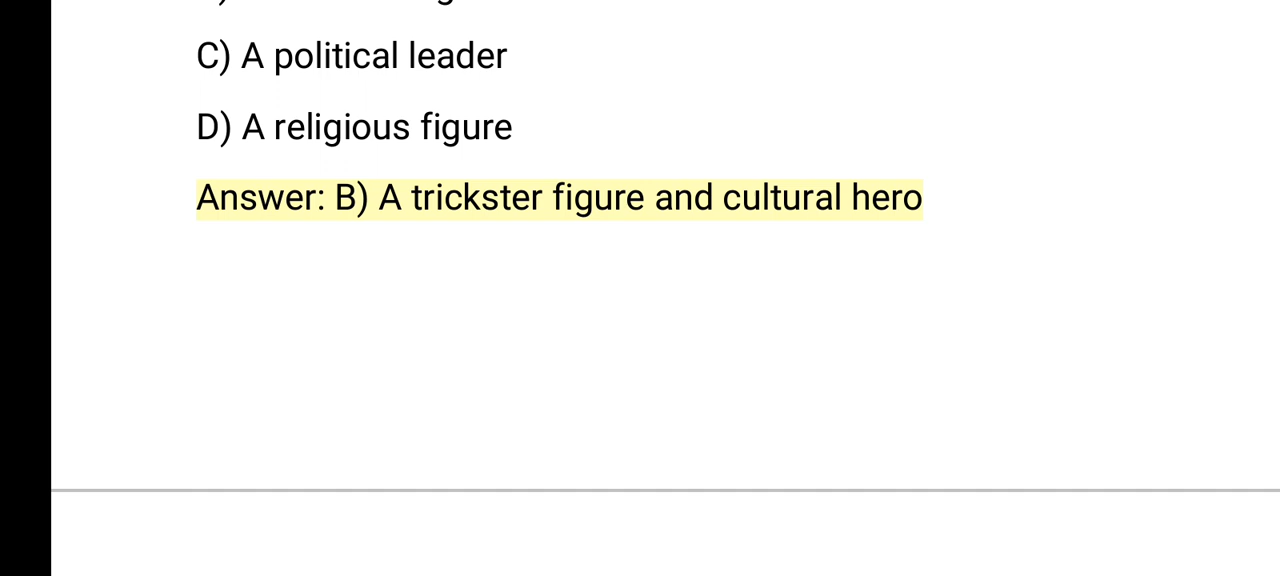 C) A political leader
D) A religious figure
Answer: B) A trickster figure and cultural hero